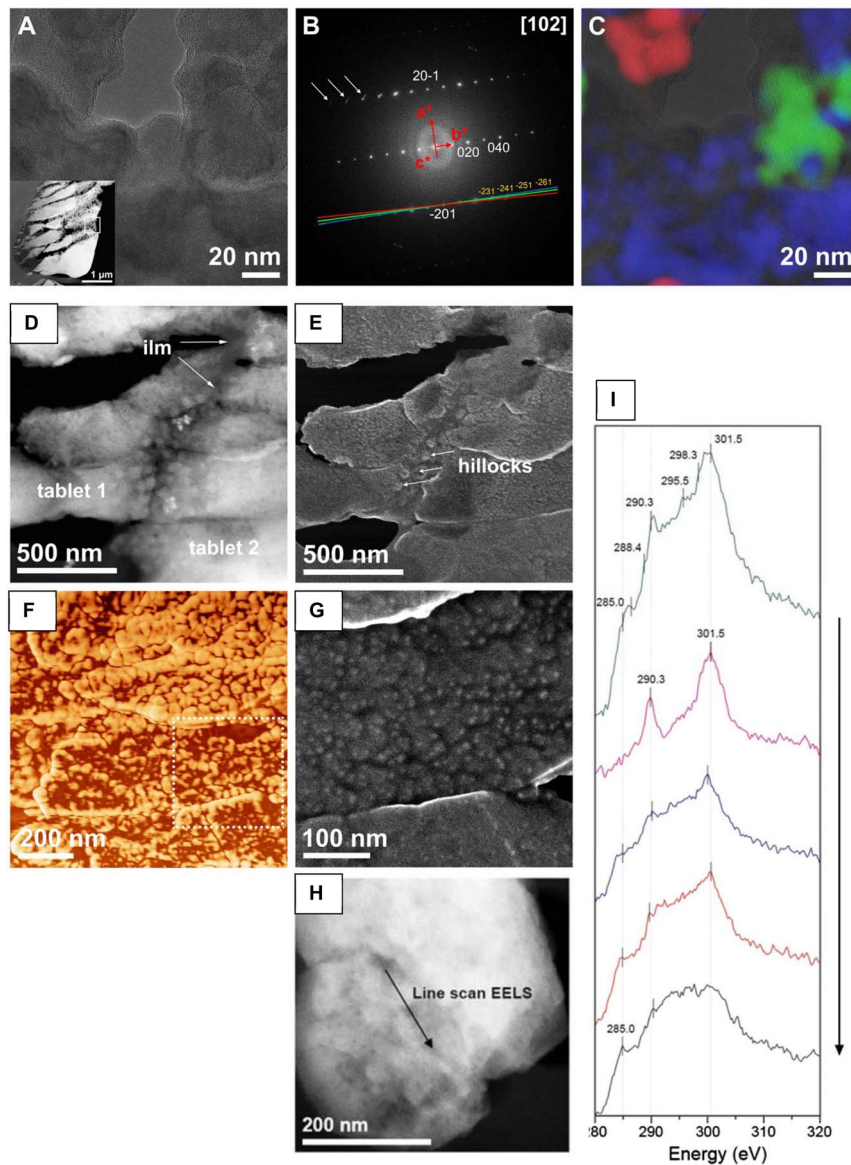 A
20 nm
1 µm
B
[102]
20-1
a*
b*
c*
020
040
-231
-241
-251
-261
-201
C
20 nm
D
ilm
tablet 1
tablet 2
500 nm
E
hillocks
500 nm
F
200 nm
G
100 nm
H
Line scan EELS
200 nm
I
301.5
298.3
295.5
290.3
288.4
285.0
301.5
290.3
285.0
280
290
300
310
320
Energy (eV)